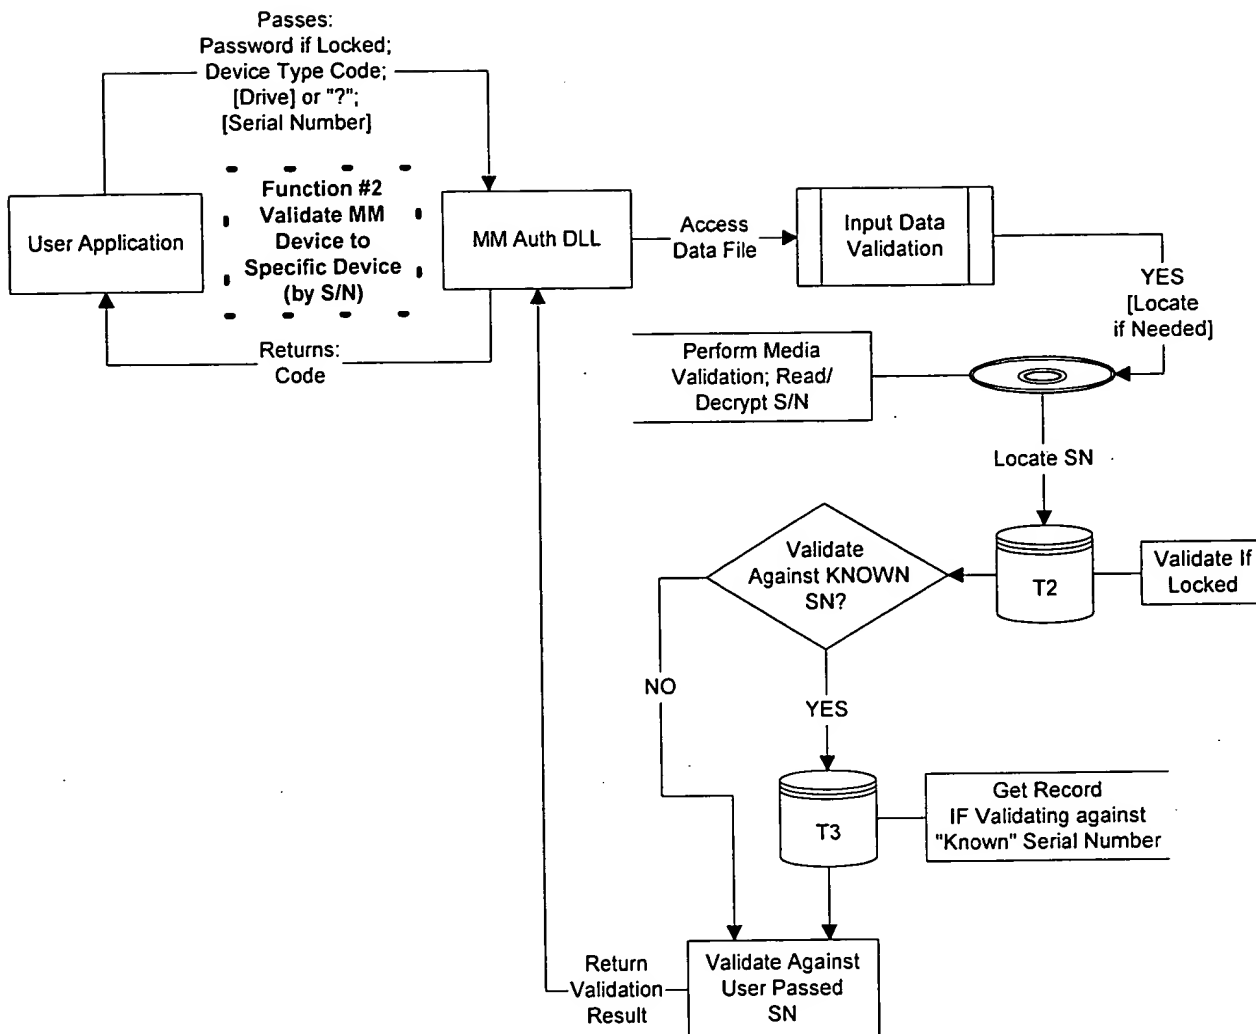 Passes:
Password if Locked;
Device Type Code;
[Drive] or "?";
[Serial Number]
User Application
Function #2
Validate MM
Device to
Specific Device
(by S/N)
MM Auth DLL
Access
Data File
Input Data
Validation
Returns:
Code
YES
[Locate
if Needed]
Perform Media
Validation; Read/
Decrypt S/N
Locate SN
Validate
Against KNOWN
SN?
T2
Validate If
Locked
NO
YES
T3
Get Record
IF Validating against
"Known" Serial Number
Return
Validation
Result
Validate Against
User Passed
SN